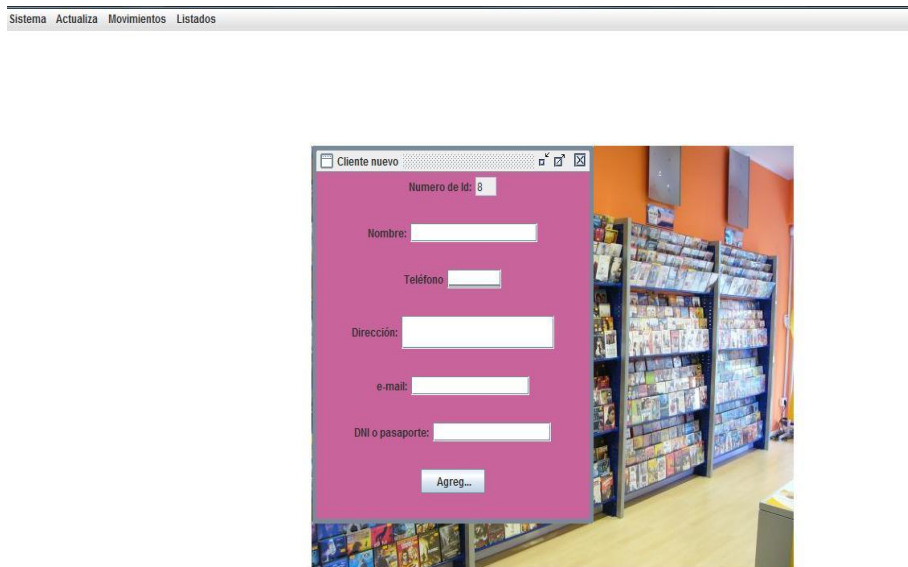 Sistema Actualiza Movimientos Listados
Cliente nuevo
Numero de Id: 8
Nombre:
Teléfono
Dirección:
e-mail:
DNI o pasaporte:
Agreg...